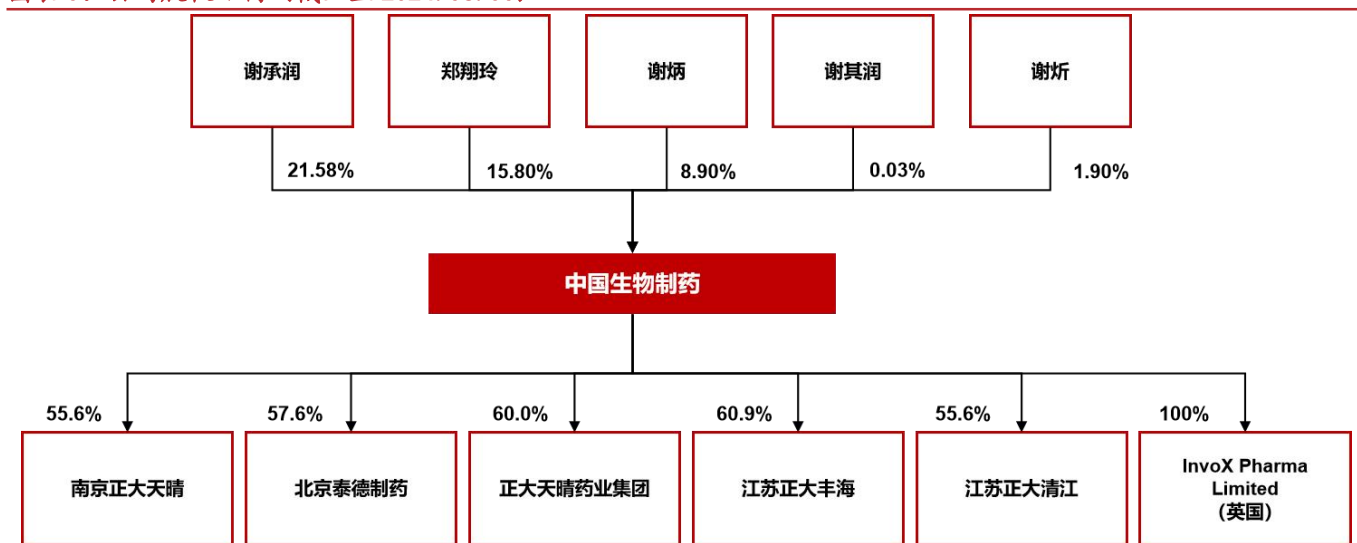 谢承润
郑翔玲
谢炳
谢其润
谢炘
21.58%
15.80%
8.90%
0.03%
1.90%
中国生物制药
55.6%
57.6%
60.0%
60.9%
55.6%
100%
南京正大天晴
北京泰德制药
正大天晴药业集团
江苏正大丰海
江苏正大清江
InvoX Pharma
Limited
（英国）